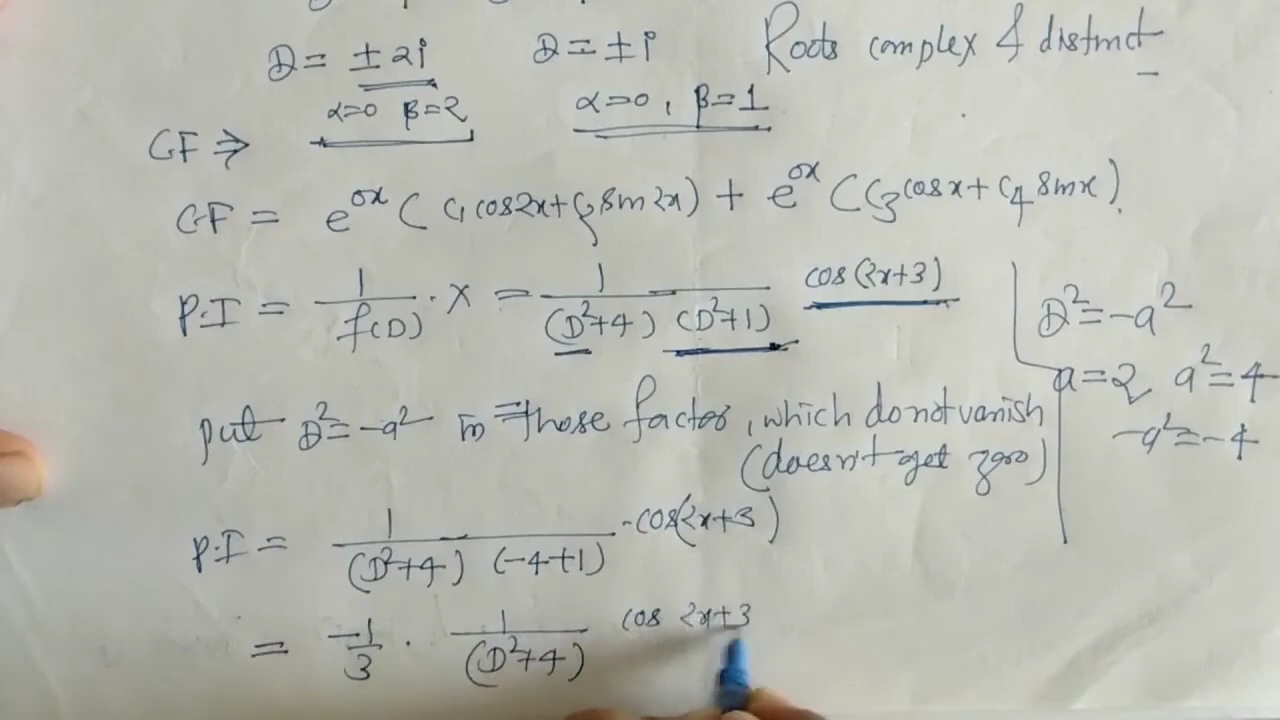 D = ± 2i D = ± i Roots complex & distinct
α=0 β=2 α=0, β=1
CF ⇒
C.F = e^0x (C1 cos2x + C2 sin2x) + e^0x (C3 cosx + C4 sinx).
P.I = 1/f(D) · X = 1/(D²+4)(D²+1) cos(2x+3)
D² = -a²
a=2, a²=4
-a²=-4
put D²=-a² in those factor, which do not vanish
(doesn't get zero)
P.I = 1/(D²+4)(-4+1) · cos(2x+3)
= -1/3 · 1/(D²+4) cos 2x+3